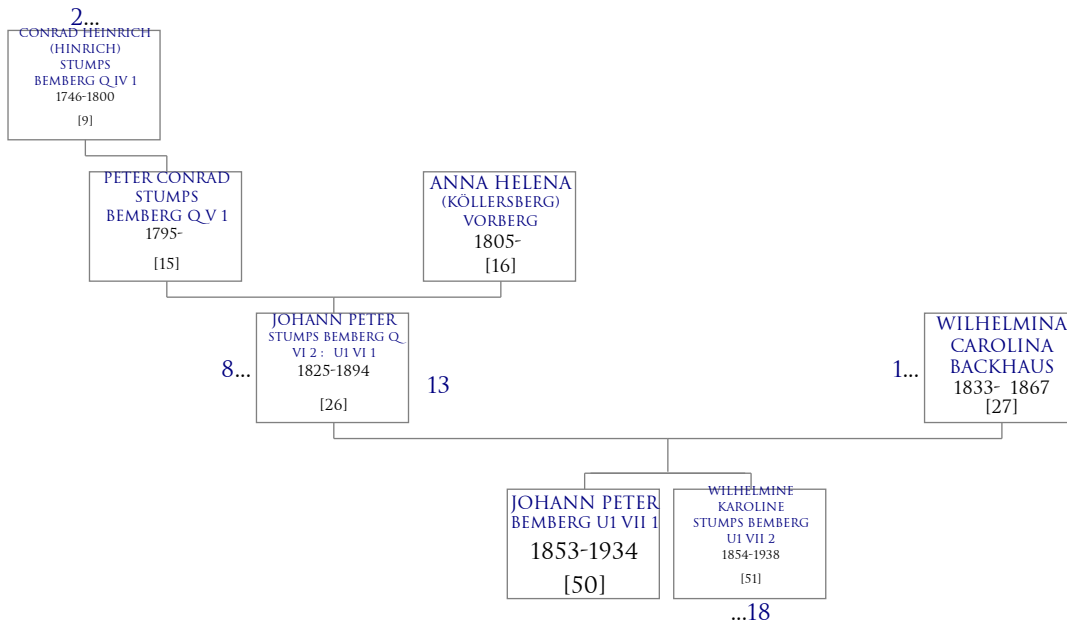 2...
CONRAD HEINRICH
(HINRICH)
STUMPS
BEMBERG Q IV 1
1746-1800
[9]
PETER CONRAD
STUMPS
BEMBERG Q V 1
1795-
[15]
ANNA HELENA
(KÖLLERSBERG)
VORBERG
1805-
[16]
8...
JOHANN PETER
STUMPS BEMBERG Q
VI 2 : U1 VI 1
1825-1894
[26]
13
1...
WILHELMINA
CAROLINA
BACKHAUS
1833- 1867
[27]
JOHANN PETER
BEMBERG U1 VII 1
1853-1934
[50]
WILHELMINE
KAROLINE
STUMPS BEMBERG
U1 VII 2
1854-1938
[51]
...18